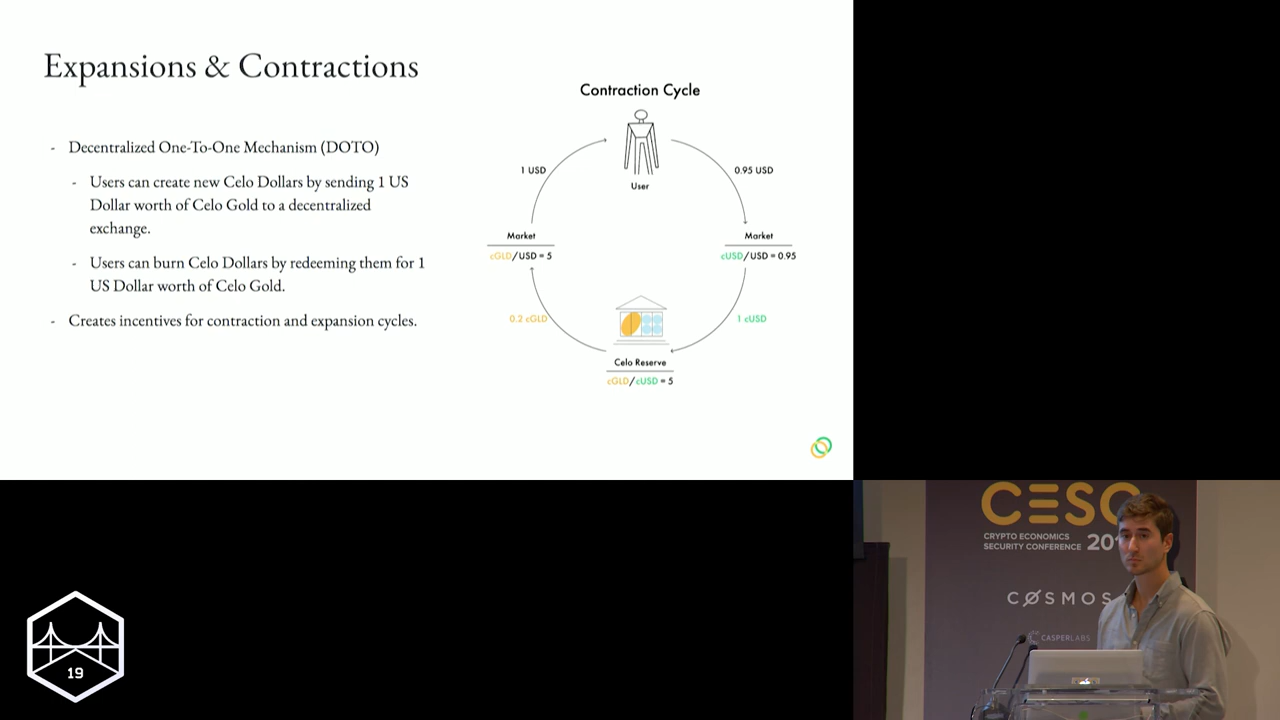 Expansions & Contractions
- Decentralized One-To-One Mechanism (DOTO)
- Users can create new Celo Dollars by sending 1 US
Dollar worth of Celo Gold to a decentralized
exchange.
- Users can burn Celo Dollars by redeeming them for 1
US Dollar worth of Celo Gold.
- Creates incentives for contraction and expansion cycles.
Contraction Cycle
1 USD
0.95 USD
User
Market
cGLD/USD = 5
Market
cUSD/USD = 0.95
0.2 cGLD
1 cUSD
Celo Reserve
cGLD/cUSD = 5
CESC
CRYPTO ECONOMICS
SECURITY CONFERENCE 201
COSMOS
CASPERLABS
19